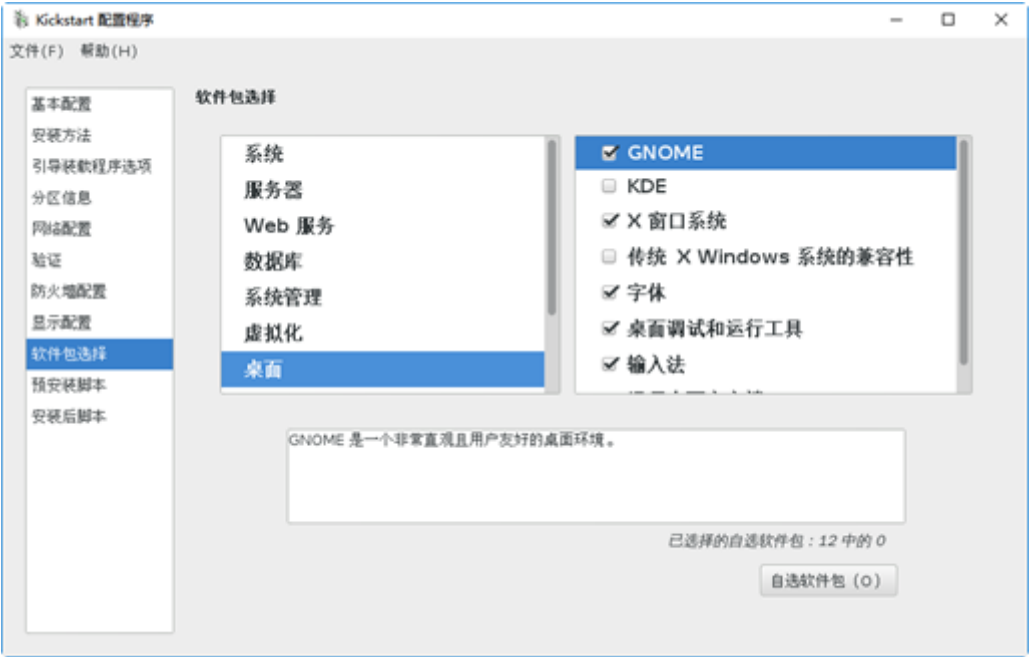 Kickstart 配置程序
文件(F) 帮助(H)
基本配置
安装方法
引导装载程序选项
分区信息
网络配置
验证
防火墙配置
显示配置
软件包选择
预安装脚本
安装后脚本
软件包选择
系统
服务器
Web 服务
数据库
系统管理
虚拟化
桌面
GNOME
KDE
X 窗口系统
传统 X Windows 系统的兼容性
字体
桌面调试和运行工具
输入法
GNOME 是一个非常直观且用户友好的桌面环境。
已选择的自选软件包：12 中的 0
自选软件包 (O)